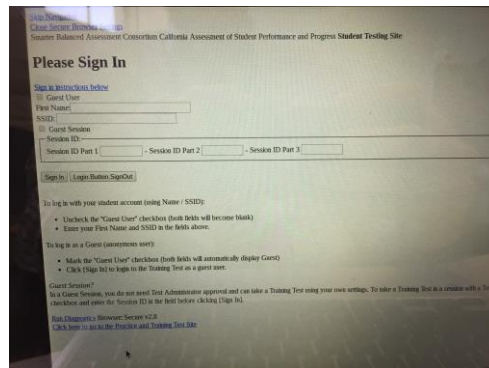 Skip Navigation
Close Secure Browser Settings
Smarter Balanced Assessment Consortium California Assessment of Student Performance and Progress Student Testing Site
Please Sign In
Sign in instructions below
Guest User
First Name:
SSID:
Guest Session
Session ID:
Session ID Part 1 - Session ID Part 2 - Session ID Part 3
Sign In Login Button SignOut
To log in with your student account (using Name / SSID):
• Uncheck the "Guest User" checkbox (both fields will become blank)
• Enter your First Name and SSID in the fields above.
To log in as a Guest (anonymous user):
• Mark the "Guest User" checkbox (both fields will automatically display Guest)
• Click [Sign In] to login to the Training Test as a guest user.
Guest Session?
In a Guest Session, you do not need Test Administrator approval and can take a Training Test using your own settings. To take a Training Test in a session with a
checkbox and enter the Session ID in the field before clicking [Sign In].
Run Diagnostics Browser: Secure v2.0
Click here to go to the Practice and Training Test Site